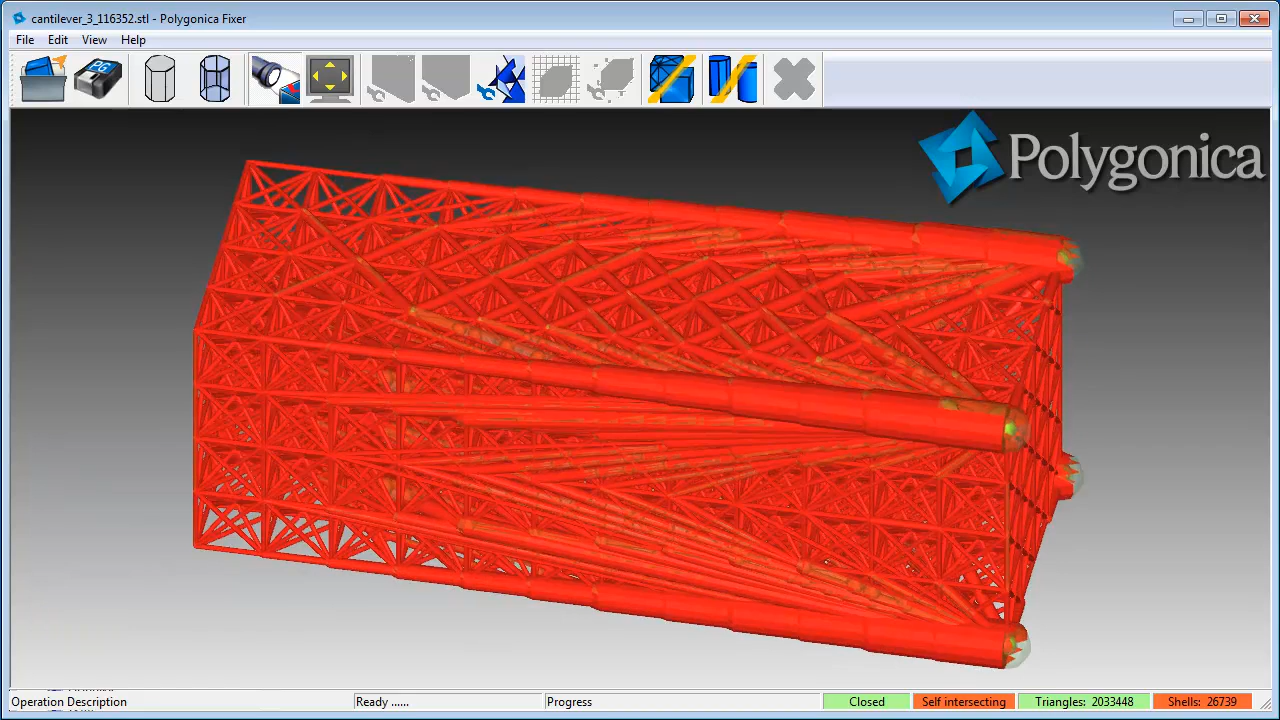 cantilever_3_116352.stl - Polygonica Fixer
File Edit View Help
PG
Polygonica
Operation Description
Ready ......
Progress
Closed
Self intersecting
Triangles: 2033448
Shells: 26739